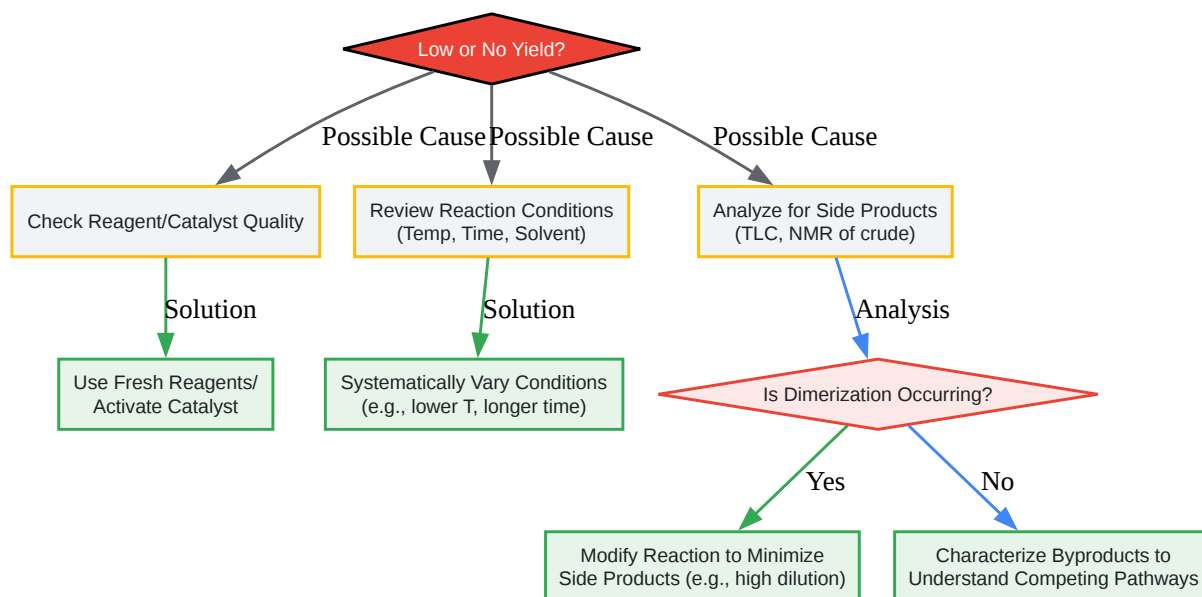 Low or No Yield?
Possible Cause
Possible Cause
Possible Cause
Check Reagent/Catalyst Quality
Review Reaction Conditions
(Temp, Time, Solvent)
Analyze for Side Products
(TLC, NMR of crude)
Solution
Solution
Analysis
Use Fresh Reagents/
Activate Catalyst
Systematically Vary Conditions
(e.g., lower T, longer time)
Is Dimerization Occurring?
Yes
No
Modify Reaction to Minimize
Side Products (e.g., high dilution)
Characterize Byproducts to
Understand Competing Pathways